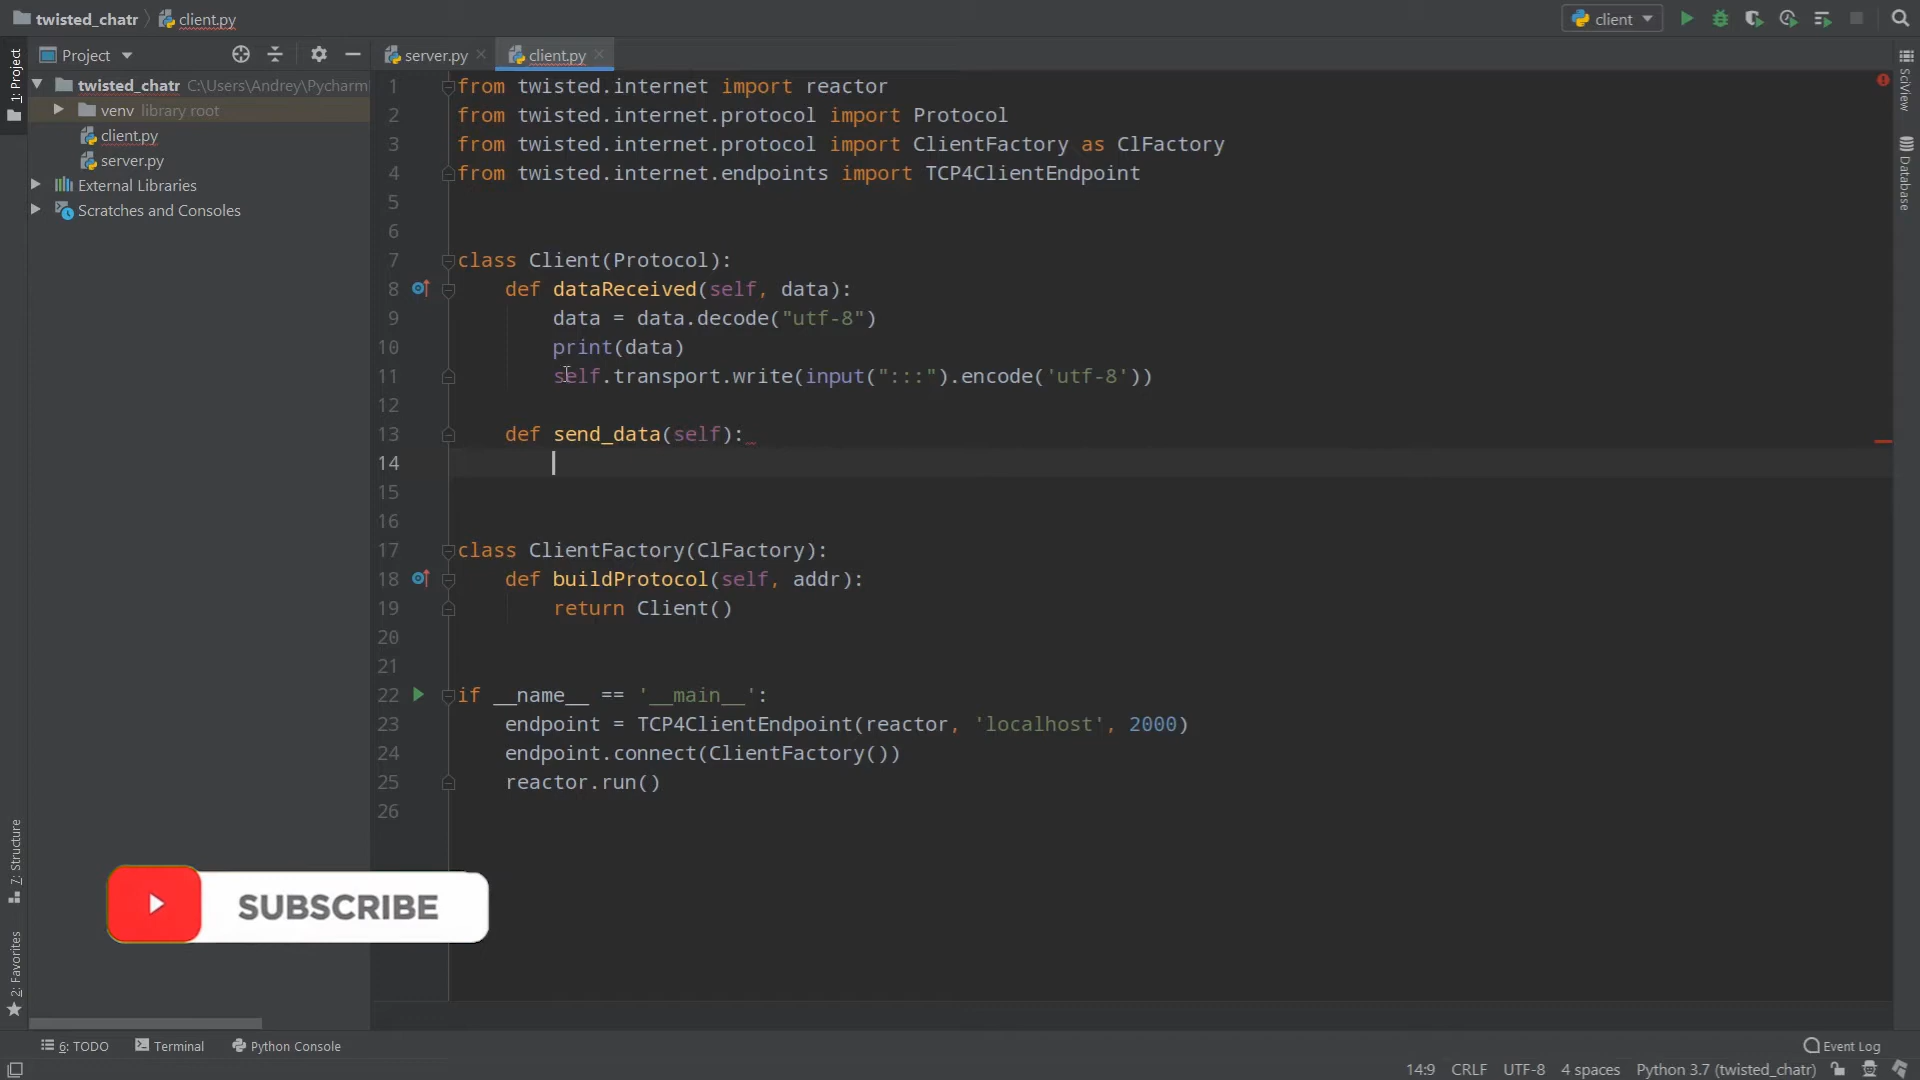 twisted_chatr client.py
client
Project
server.py client.py
1: Project
twisted_chatr C:\Users\Andrey\Pycharm
venv library root
client.py
server.py
External Libraries
Scratches and Consoles
1 from twisted.internet import reactor
2 from twisted.internet.protocol import Protocol
3 from twisted.internet.protocol import ClientFactory as ClFactory
4 from twisted.internet.endpoints import TCP4ClientEndpoint
5
6
7 class Client(Protocol):
8 def dataReceived(self, data):
9 data = data.decode("utf-8")
10 print(data)
11 self.transport.write(input(":::").encode('utf-8'))
12
13 def send_data(self):
14
15
16
17 class ClientFactory(ClFactory):
18 def buildProtocol(self, addr):
19 return Client()
20
21
22 if __name__ == '__main__':
23 endpoint = TCP4ClientEndpoint(reactor, 'localhost', 2000)
24 endpoint.connect(ClientFactory())
25 reactor.run()
26
SciView
Database
7: Structure
2: Favorites
SUBSCRIBE
6: TODO Terminal Python Console Event Log
14:9 CRLF UTF-8 4 spaces Python 3.7 (twisted_chatr)